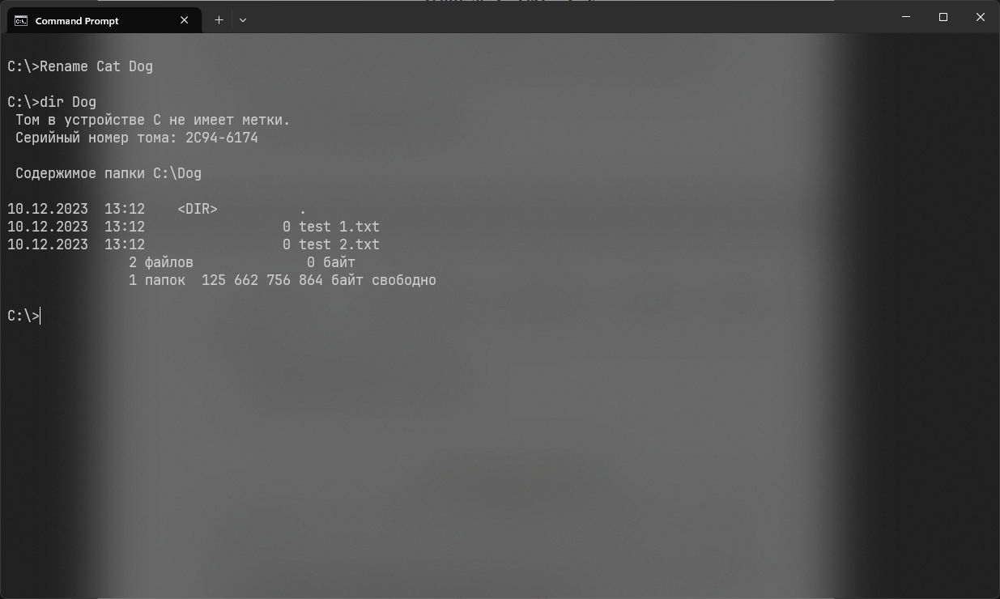 Command Prompt
C:\>Rename Cat Dog
C:\>dir Dog
Том в устройстве C не имеет метки.
Серийный номер тома: 2C94-6174
Содержимое папки C:\Dog
10.12.2023  13:12    <DIR>          .
10.12.2023  13:12                 0 test 1.txt
10.12.2023  13:12                 0 test 2.txt
               2 файлов              0 байт
               1 папок  125 662 756 864 байт свободно
C:\>